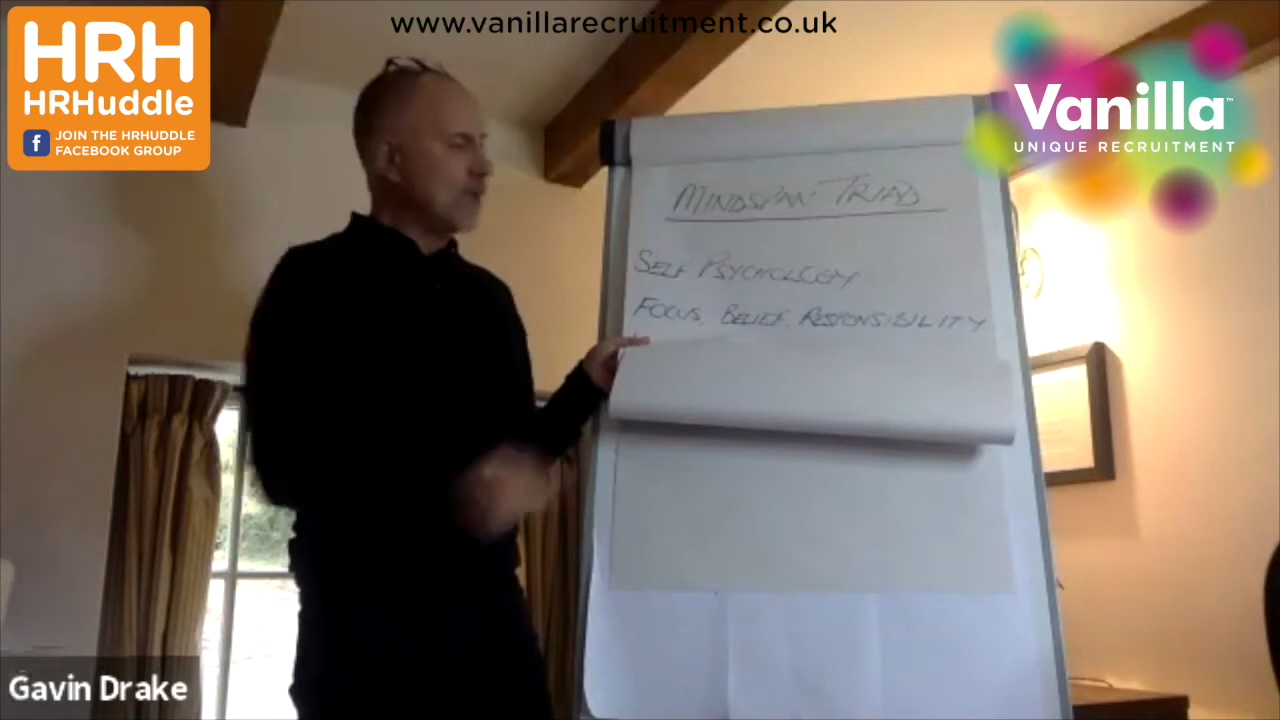 www.vanillarecruitment.co.uk
HRH
HRHuddle
f JOIN THE HRHUDDLE
FACEBOOK GROUP
Vanilla™
UNIQUE RECRUITMENT
MINDSPAN TRIAD
SELF PSYCHOLOGY
FOCUS, BELIEF, RESPONSIBILITY
Gavin Drake